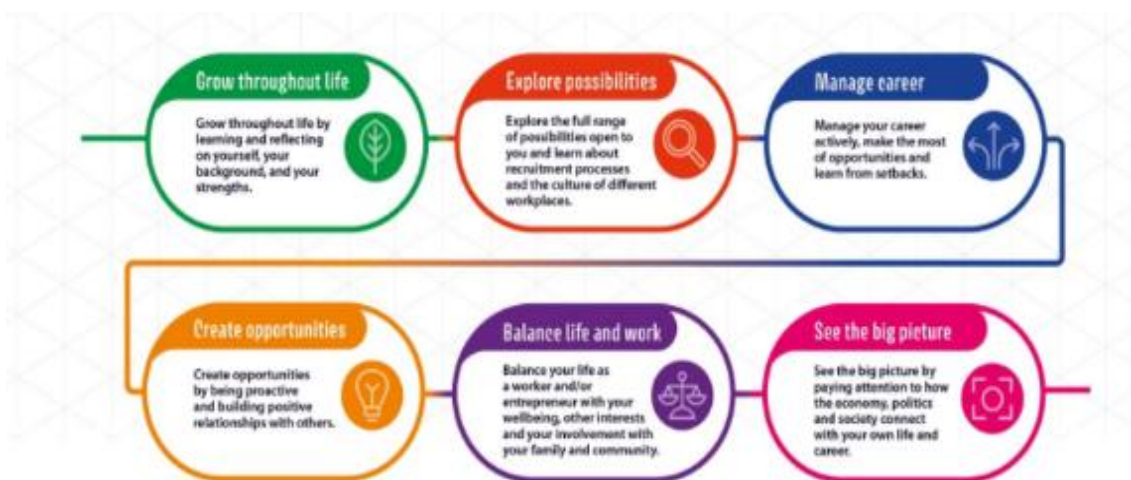 Grow throughout life
Grow throughout life by
learning and reflecting
on yourself, your
background, and your
strengths.
Explore possibilities
Explore the full range
of possibilities open to
you and learn about
recruitment processes
and the culture of different
workplaces.
Manage career
Manage your career
actively, make the most
of opportunities and
learn from setbacks.
Create opportunities
Create opportunities
by being proactive
and building positive
relationships with others.
Balance life and work
Balance your life as
a worker and/or
entrepreneur with your
wellbeing, other interests
and your involvement with
your family and community.
See the big picture
See the big picture by
paying attention to how
the economy, politics
and society connect
with your own life and
career.